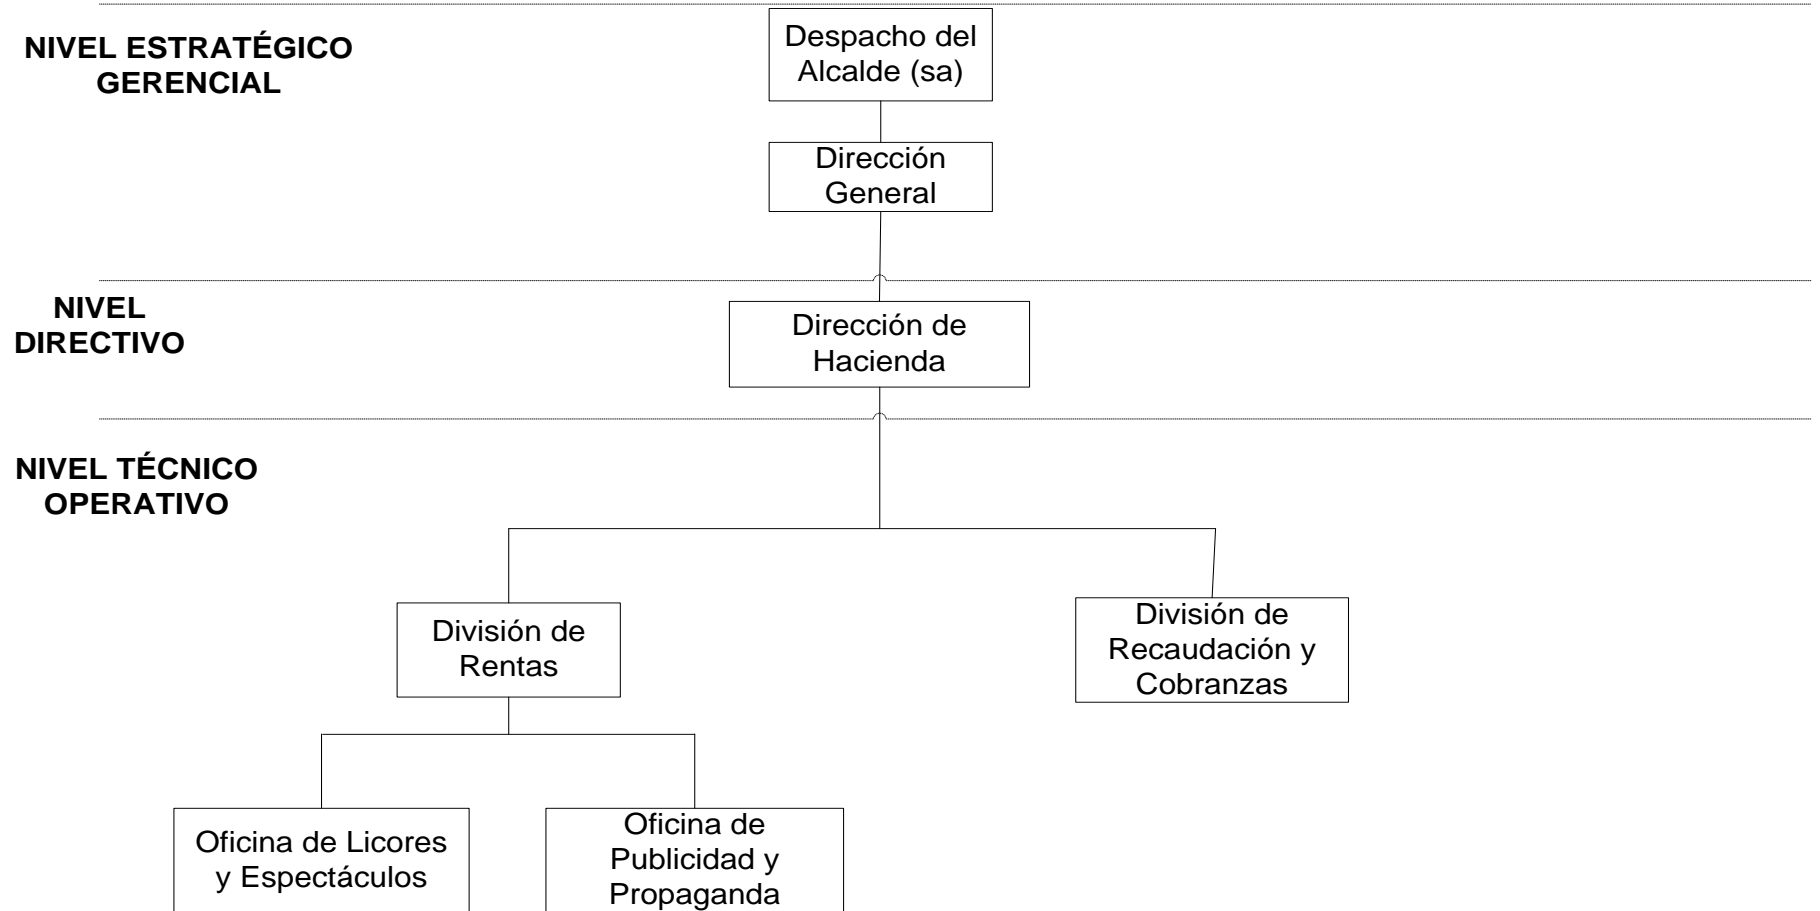 NIVEL ESTRATÉGICO
GERENCIAL
Despacho del
Alcalde (sa)
Dirección
General
NIVEL
DIRECTIVO
Dirección de
Hacienda
NIVEL TÉCNICO
OPERATIVO
División de
Rentas
División de
Recaudación y
Cobranzas
Oficina de Licores
y Espectáculos
Oficina de
Publicidad y
Propaganda